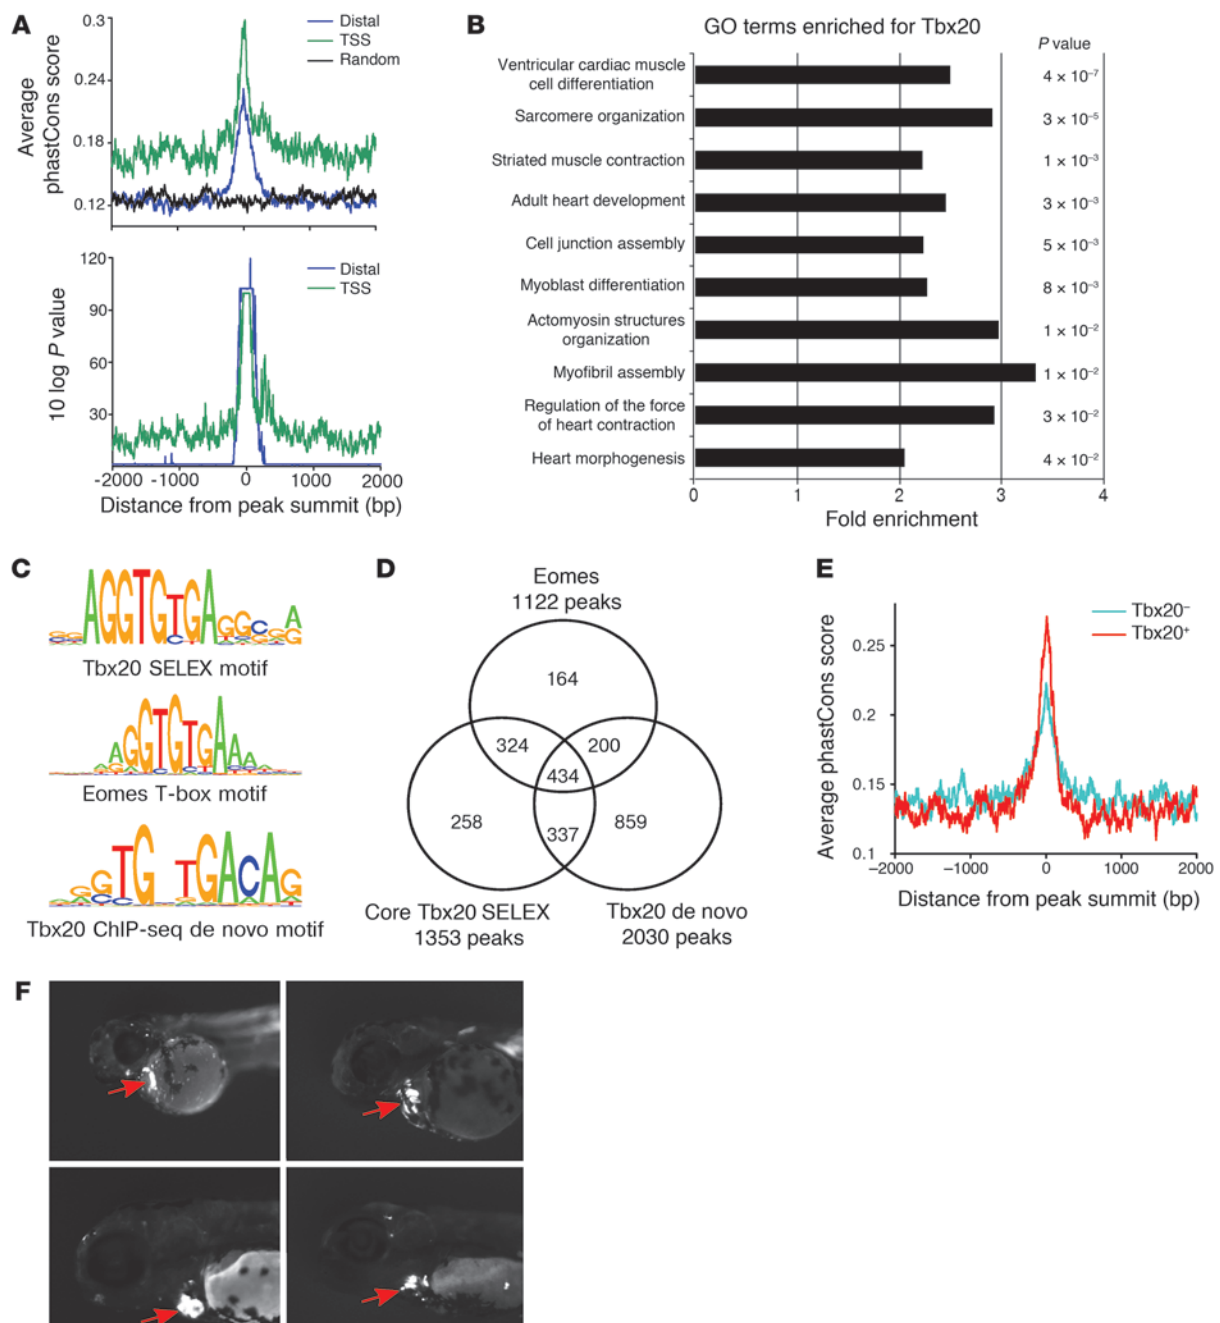 A
0.3
0.24
0.18
0.12
Average
phastCons score
Distal
TSS
Random
120
90
60
30
10 log P value
Distal
TSS
-2000
-1000
0
1000
2000
Distance from peak summit (bp)
B
GO terms enriched for Tbx20
P value
Ventricular cardiac muscle
cell differentiation
4 × 10⁻⁷
Sarcomere organization
3 × 10⁻⁵
Striated muscle contraction
1 × 10⁻³
Adult heart development
3 × 10⁻³
Cell junction assembly
5 × 10⁻³
Myoblast differentiation
8 × 10⁻³
Actomyosin structures
organization
1 × 10⁻²
Myofibril assembly
1 × 10⁻²
Regulation of the force
of heart contraction
3 × 10⁻²
Heart morphogenesis
4 × 10⁻²
0
1
2
3
4
Fold enrichment
C
AGGTGTGA
Tbx20 SELEX motif
GGTGTGA
Eomes T-box motif
TG TGACAG
Tbx20 ChIP-seq de novo motif
D
Eomes
1122 peaks
164
324
200
434
258
337
859
Core Tbx20 SELEX
1353 peaks
Tbx20 de novo
2030 peaks
E
Tbx20⁻
Tbx20⁺
0.25
0.2
0.15
0.1
Average phastCons score
−2000
−1000
0
1000
2000
Distance from peak summit (bp)
F